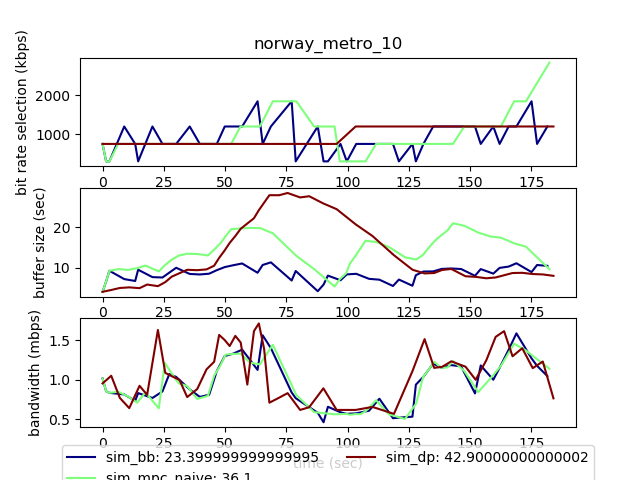 norway_metro_10
bit rate selection (kbps)
2000
1000
0 25 50 75 100 125 150 175
buffer size (sec)
20
10
0 25 50 75 100 125 150 175
bandwidth (mbps)
1.5
1.0
0.5
0 25 50 75 100 125 150 175
time (sec)
sim_bb: 23.399999999999995 sim_dp: 42.90000000000002
sim_mpc_naive: 36.1